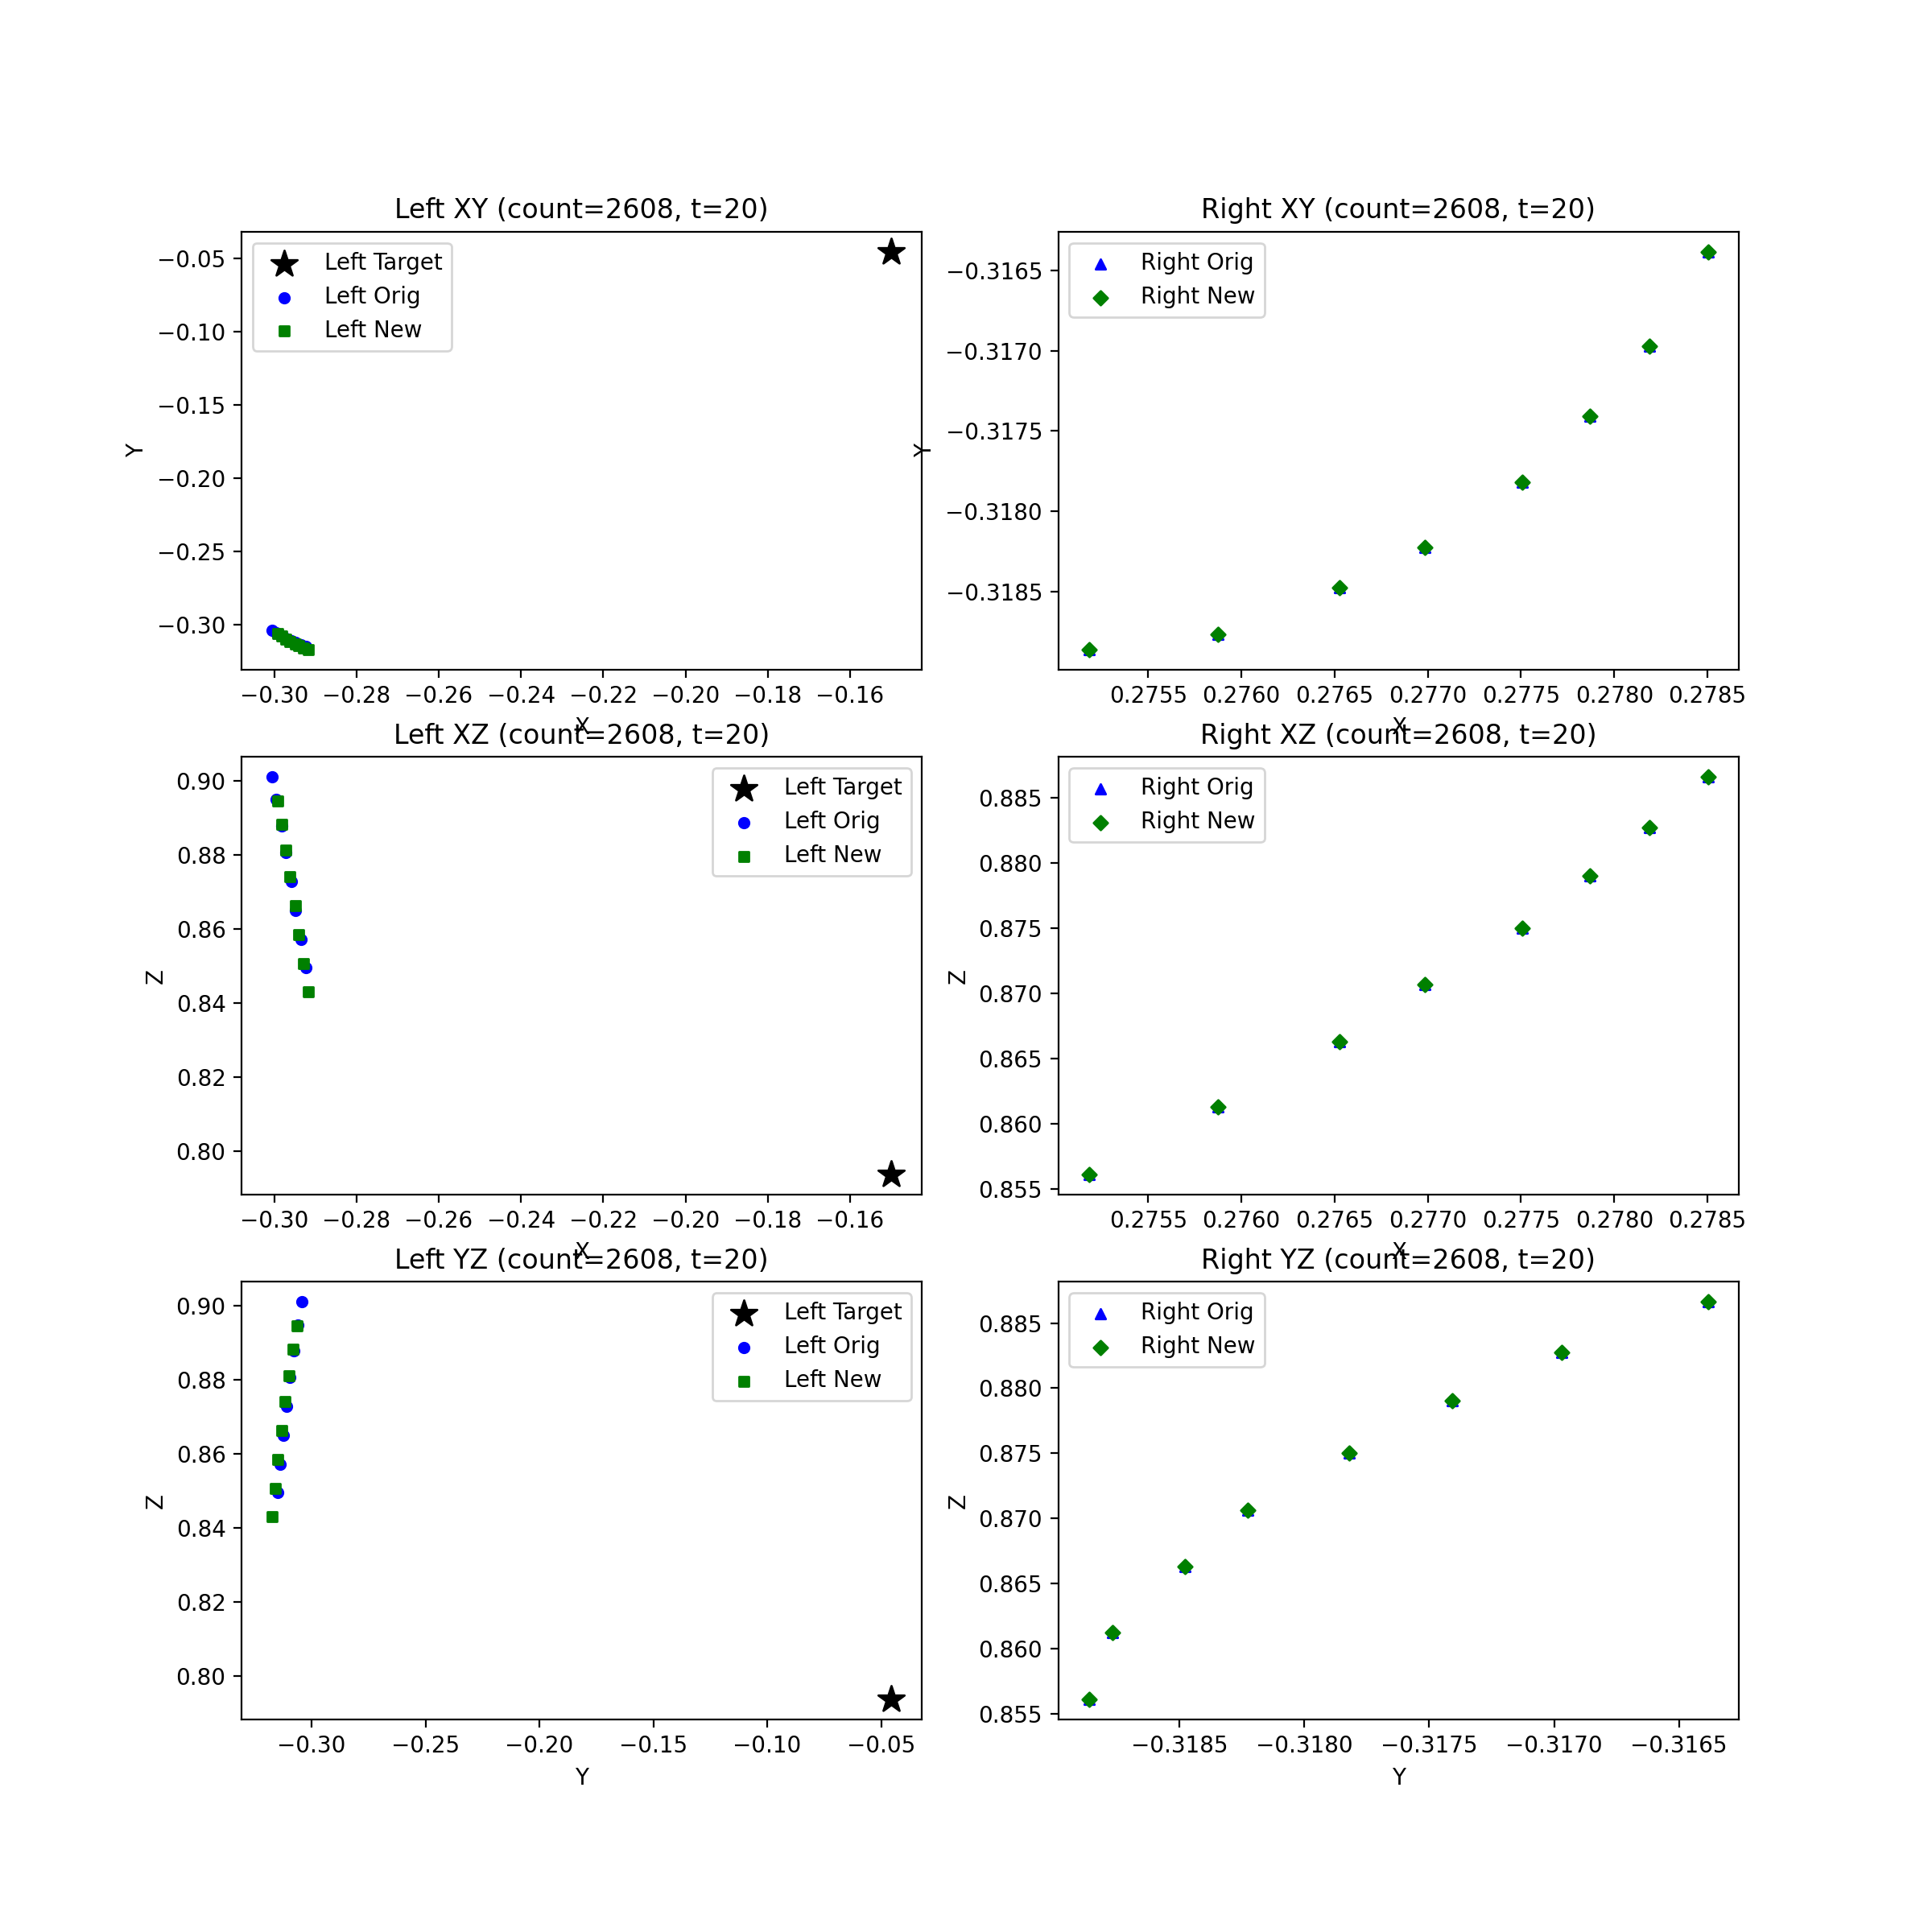 Left XY (count=2608, t=20)
Left Target
Left Orig
Left New
−0.05
−0.10
−0.15
−0.20
−0.25
−0.30
Y
−0.30 −0.28 −0.26 −0.24 −0.22 −0.20 −0.18 −0.16
X
Right XY (count=2608, t=20)
Right Orig
Right New
−0.3165
−0.3170
−0.3175
−0.3180
−0.3185
Y
0.2755 0.2760 0.2765 0.2770 0.2775 0.2780 0.2785
X
Left XZ (count=2608, t=20)
Left Target
Left Orig
Left New
0.90
0.88
0.86
0.84
0.82
0.80
Z
−0.30 −0.28 −0.26 −0.24 −0.22 −0.20 −0.18 −0.16
X
Right XZ (count=2608, t=20)
Right Orig
Right New
0.885
0.880
0.875
0.870
0.865
0.860
0.855
Z
0.2755 0.2760 0.2765 0.2770 0.2775 0.2780 0.2785
X
Left YZ (count=2608, t=20)
Left Target
Left Orig
Left New
0.90
0.88
0.86
0.84
0.82
0.80
Z
−0.30 −0.25 −0.20 −0.15 −0.10 −0.05
Y
Right YZ (count=2608, t=20)
Right Orig
Right New
0.885
0.880
0.875
0.870
0.865
0.860
0.855
Z
−0.3185 −0.3180 −0.3175 −0.3170 −0.3165
Y